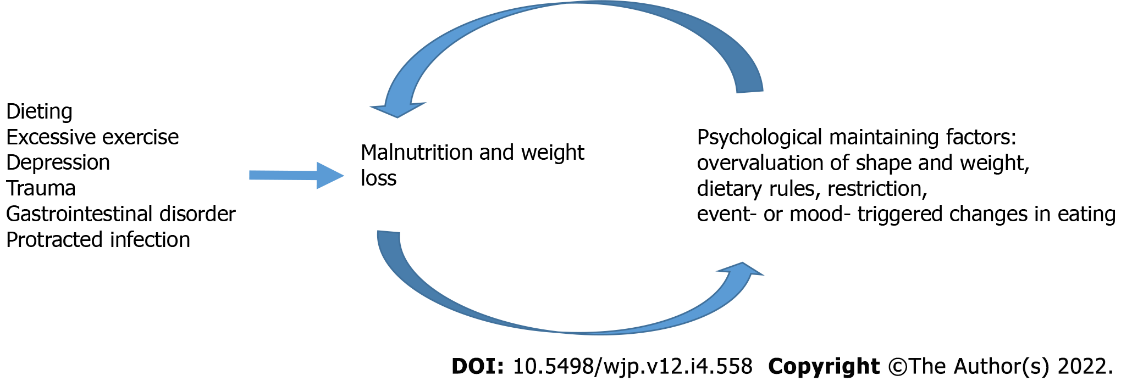 Dieting
Excessive exercise
Depression
Trauma
Gastrointestinal disorder
Protracted infection
Malnutrition and weight
loss
Psychological maintaining factors:
overvaluation of shape and weight,
dietary rules, restriction,
event- or mood- triggered changes in eating
DOI: 10.5498/wjp.v12.i4.558 Copyright ©The Author(s) 2022.